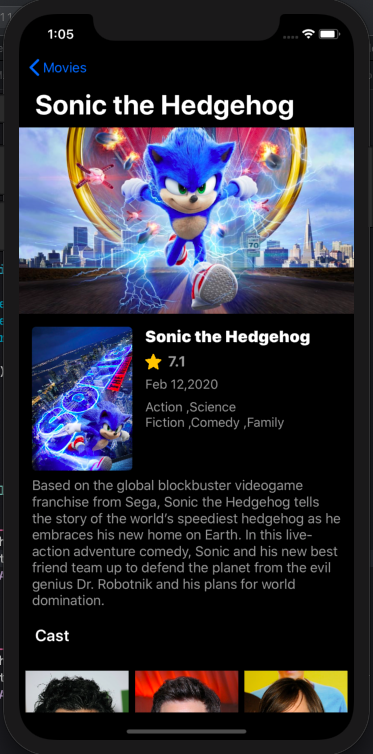 1:05
Movies
Sonic the Hedgehog
SPEED
LIMIT
70
Sonic the Hedgehog
7.1
Feb 12,2020
Action ,Science
Fiction ,Comedy ,Family
Based on the global blockbuster videogame
franchise from Sega, Sonic the Hedgehog tells
the story of the world’s speediest hedgehog as he
embraces his new home on Earth. In this live-
action adventure comedy, Sonic and his new best
friend team up to defend the planet from the evil
genius Dr. Robotnik and his plans for world
domination.
Cast